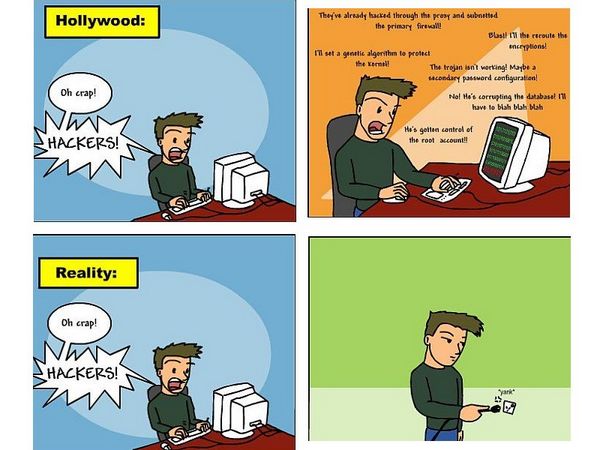 Hollywood:
Oh crap!
HACKERS!
They've already hacked through the proxy and subnetted
the primary firewall!
Blast! I'll the reroute the
encryptions!
I'll set a genetic algorithm to protect
the kernel!
The trojan isn't working! Maybe a
secondary password configuration!
No! He's corrupting the database! I'll
have to blah blah blah
He's gotten control of
the root account!!
Reality:
Oh crap!
HACKERS!
*yank*